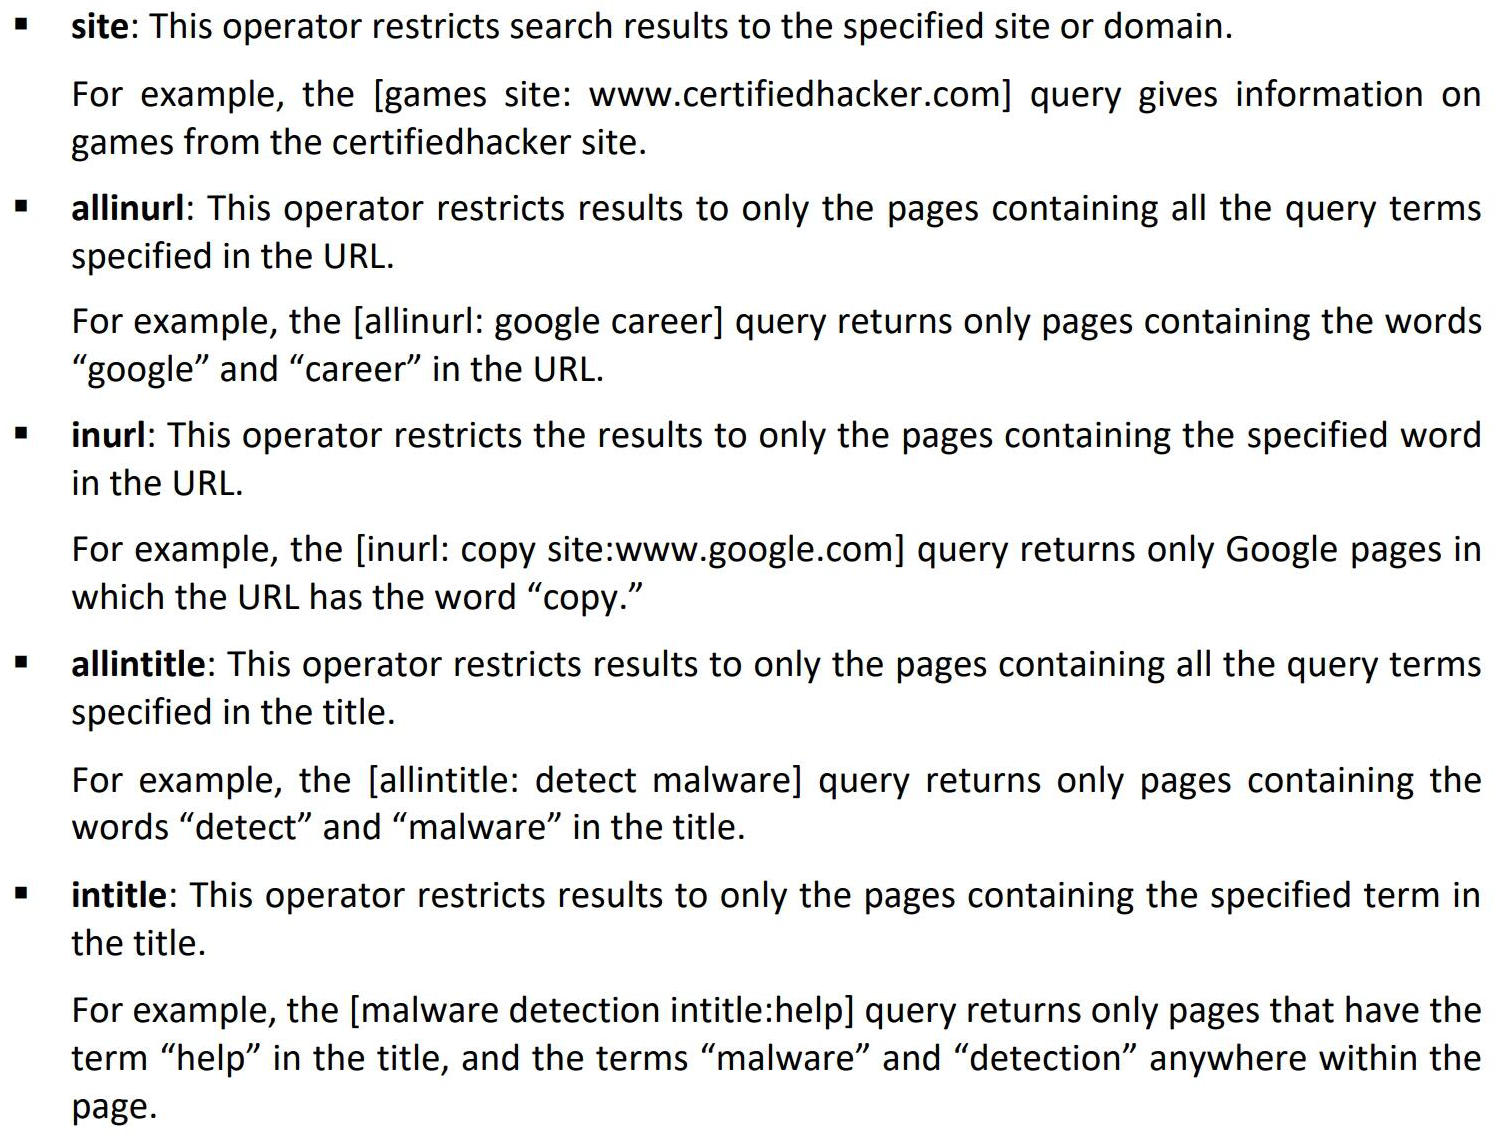 ▪ site: This operator restricts search results to the specified site or domain.
For example, the [games site: www.certifiedhacker.com] query gives information on
games from the certifiedhacker site.
▪ allinurl: This operator restricts results to only the pages containing all the query terms
specified in the URL.
For example, the [allinurl: google career] query returns only pages containing the words
“google” and “career” in the URL.
▪ inurl: This operator restricts the results to only the pages containing the specified word
in the URL.
For example, the [inurl: copy site:www.google.com] query returns only Google pages in
which the URL has the word “copy.”
▪ allintitle: This operator restricts results to only the pages containing all the query terms
specified in the title.
For example, the [allintitle: detect malware] query returns only pages containing the
words “detect” and “malware” in the title.
▪ intitle: This operator restricts results to only the pages containing the specified term in
the title.
For example, the [malware detection intitle:help] query returns only pages that have the
term “help” in the title, and the terms “malware” and “detection” anywhere within the
page.